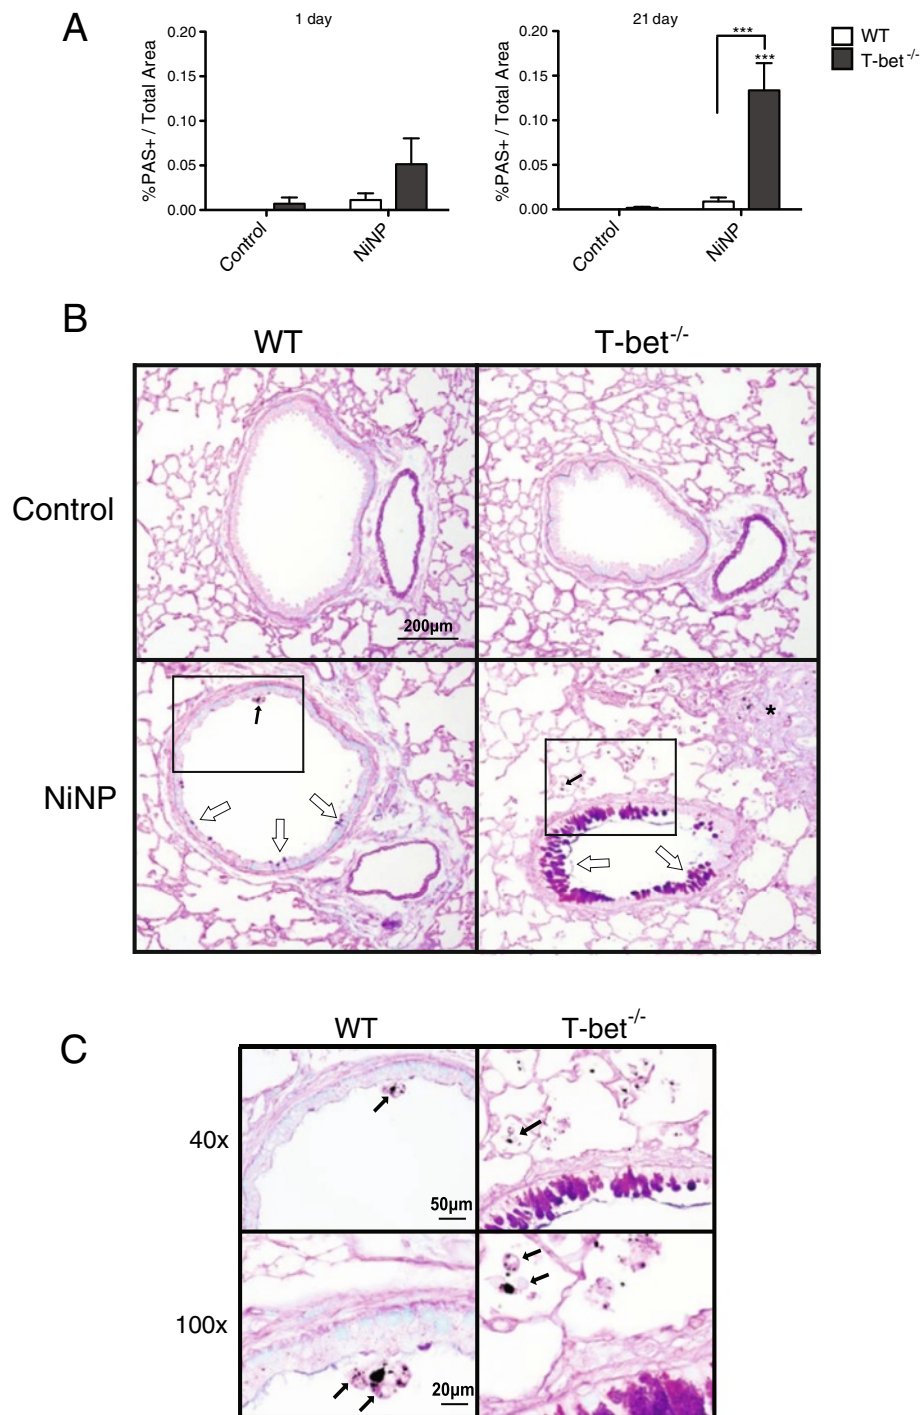 A
1 day
21 day
%PAS+ / Total Area
0.20
0.15
0.10
0.05
0.00
Control
NiNP
%PAS+ / Total Area
0.20
0.15
0.10
0.05
0.00
***
***
Control
NiNP
WT
T-bet-/-
B
WT
T-bet-/-
Control
200µm
NiNP
*
C
WT
T-bet-/-
40x
50µm
100x
20µm